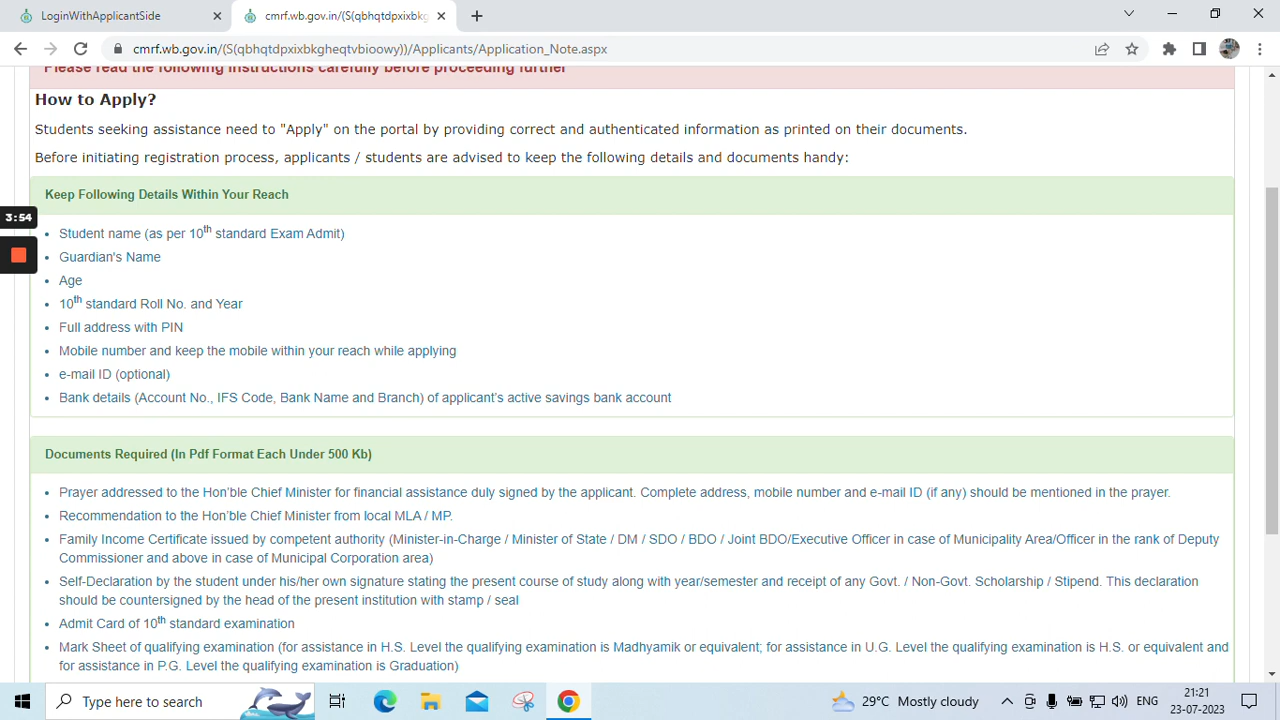 LoginWithApplicantSide
cmrf.wb.gov.in/(S(qbhqtdpxixbkg
cmrf.wb.gov.in/(S(qbhqtdpxixbkgheqtvbioowy))/Applicants/Application_Note.aspx
Please read the following instructions carefully before proceeding further
How to Apply?
Students seeking assistance need to "Apply" on the portal by providing correct and authenticated information as printed on their documents.
Before initiating registration process, applicants / students are advised to keep the following details and documents handy:
Keep Following Details Within Your Reach
3:54
• Student name (as per 10th standard Exam Admit)
• Guardian's Name
• Age
• 10th standard Roll No. and Year
• Full address with PIN
• Mobile number and keep the mobile within your reach while applying
• e-mail ID (optional)
• Bank details (Account No., IFS Code, Bank Name and Branch) of applicant's active savings bank account
Documents Required (In Pdf Format Each Under 500 Kb)
• Prayer addressed to the Hon'ble Chief Minister for financial assistance duly signed by the applicant. Complete address, mobile number and e-mail ID (if any) should be mentioned in the prayer.
• Recommendation to the Hon'ble Chief Minister from local MLA / MP.
• Family Income Certificate issued by competent authority (Minister-in-Charge / Minister of State / DM / SDO / BDO / Joint BDO/Executive Officer in case of Municipality Area/Officer in the rank of Deputy
Commissioner and above in case of Municipal Corporation area)
• Self-Declaration by the student under his/her own signature stating the present course of study along with year/semester and receipt of any Govt. / Non-Govt. Scholarship / Stipend. This declaration
should be countersigned by the head of the present institution with stamp / seal
• Admit Card of 10th standard examination
• Mark Sheet of qualifying examination (for assistance in H.S. Level the qualifying examination is Madhyamik or equivalent; for assistance in U.G. Level the qualifying examination is H.S. or equivalent and
for assistance in P.G. Level the qualifying examination is Graduation)
Type here to search
29°C Mostly cloudy
ENG
21:21
23-07-2023